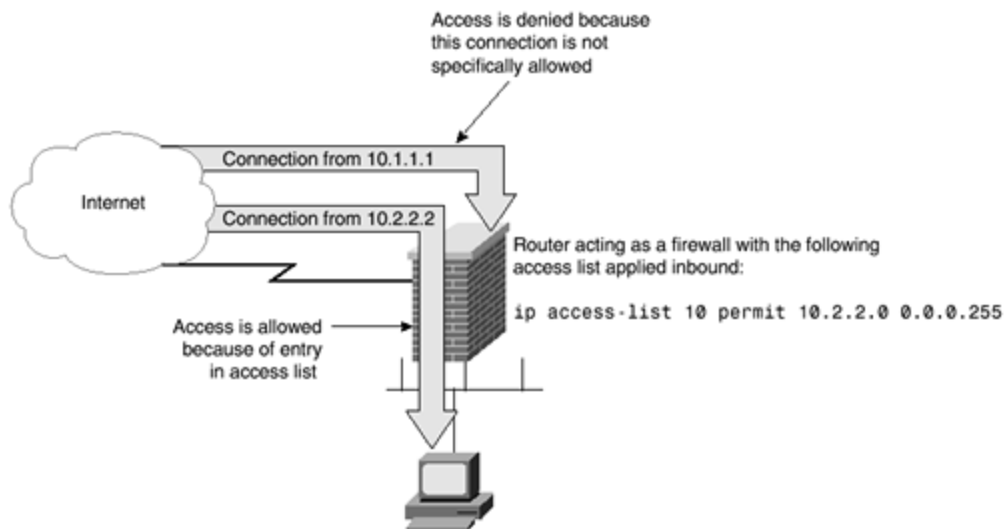 Access is denied because
this connection is not
specifically allowed
Connection from 10.1.1.1
Internet
Connection from 10.2.2.2
Router acting as a firewall with the following
access list applied inbound:
ip access-list 10 permit 10.2.2.0 0.0.0.255
Access is allowed
because of entry
in access list